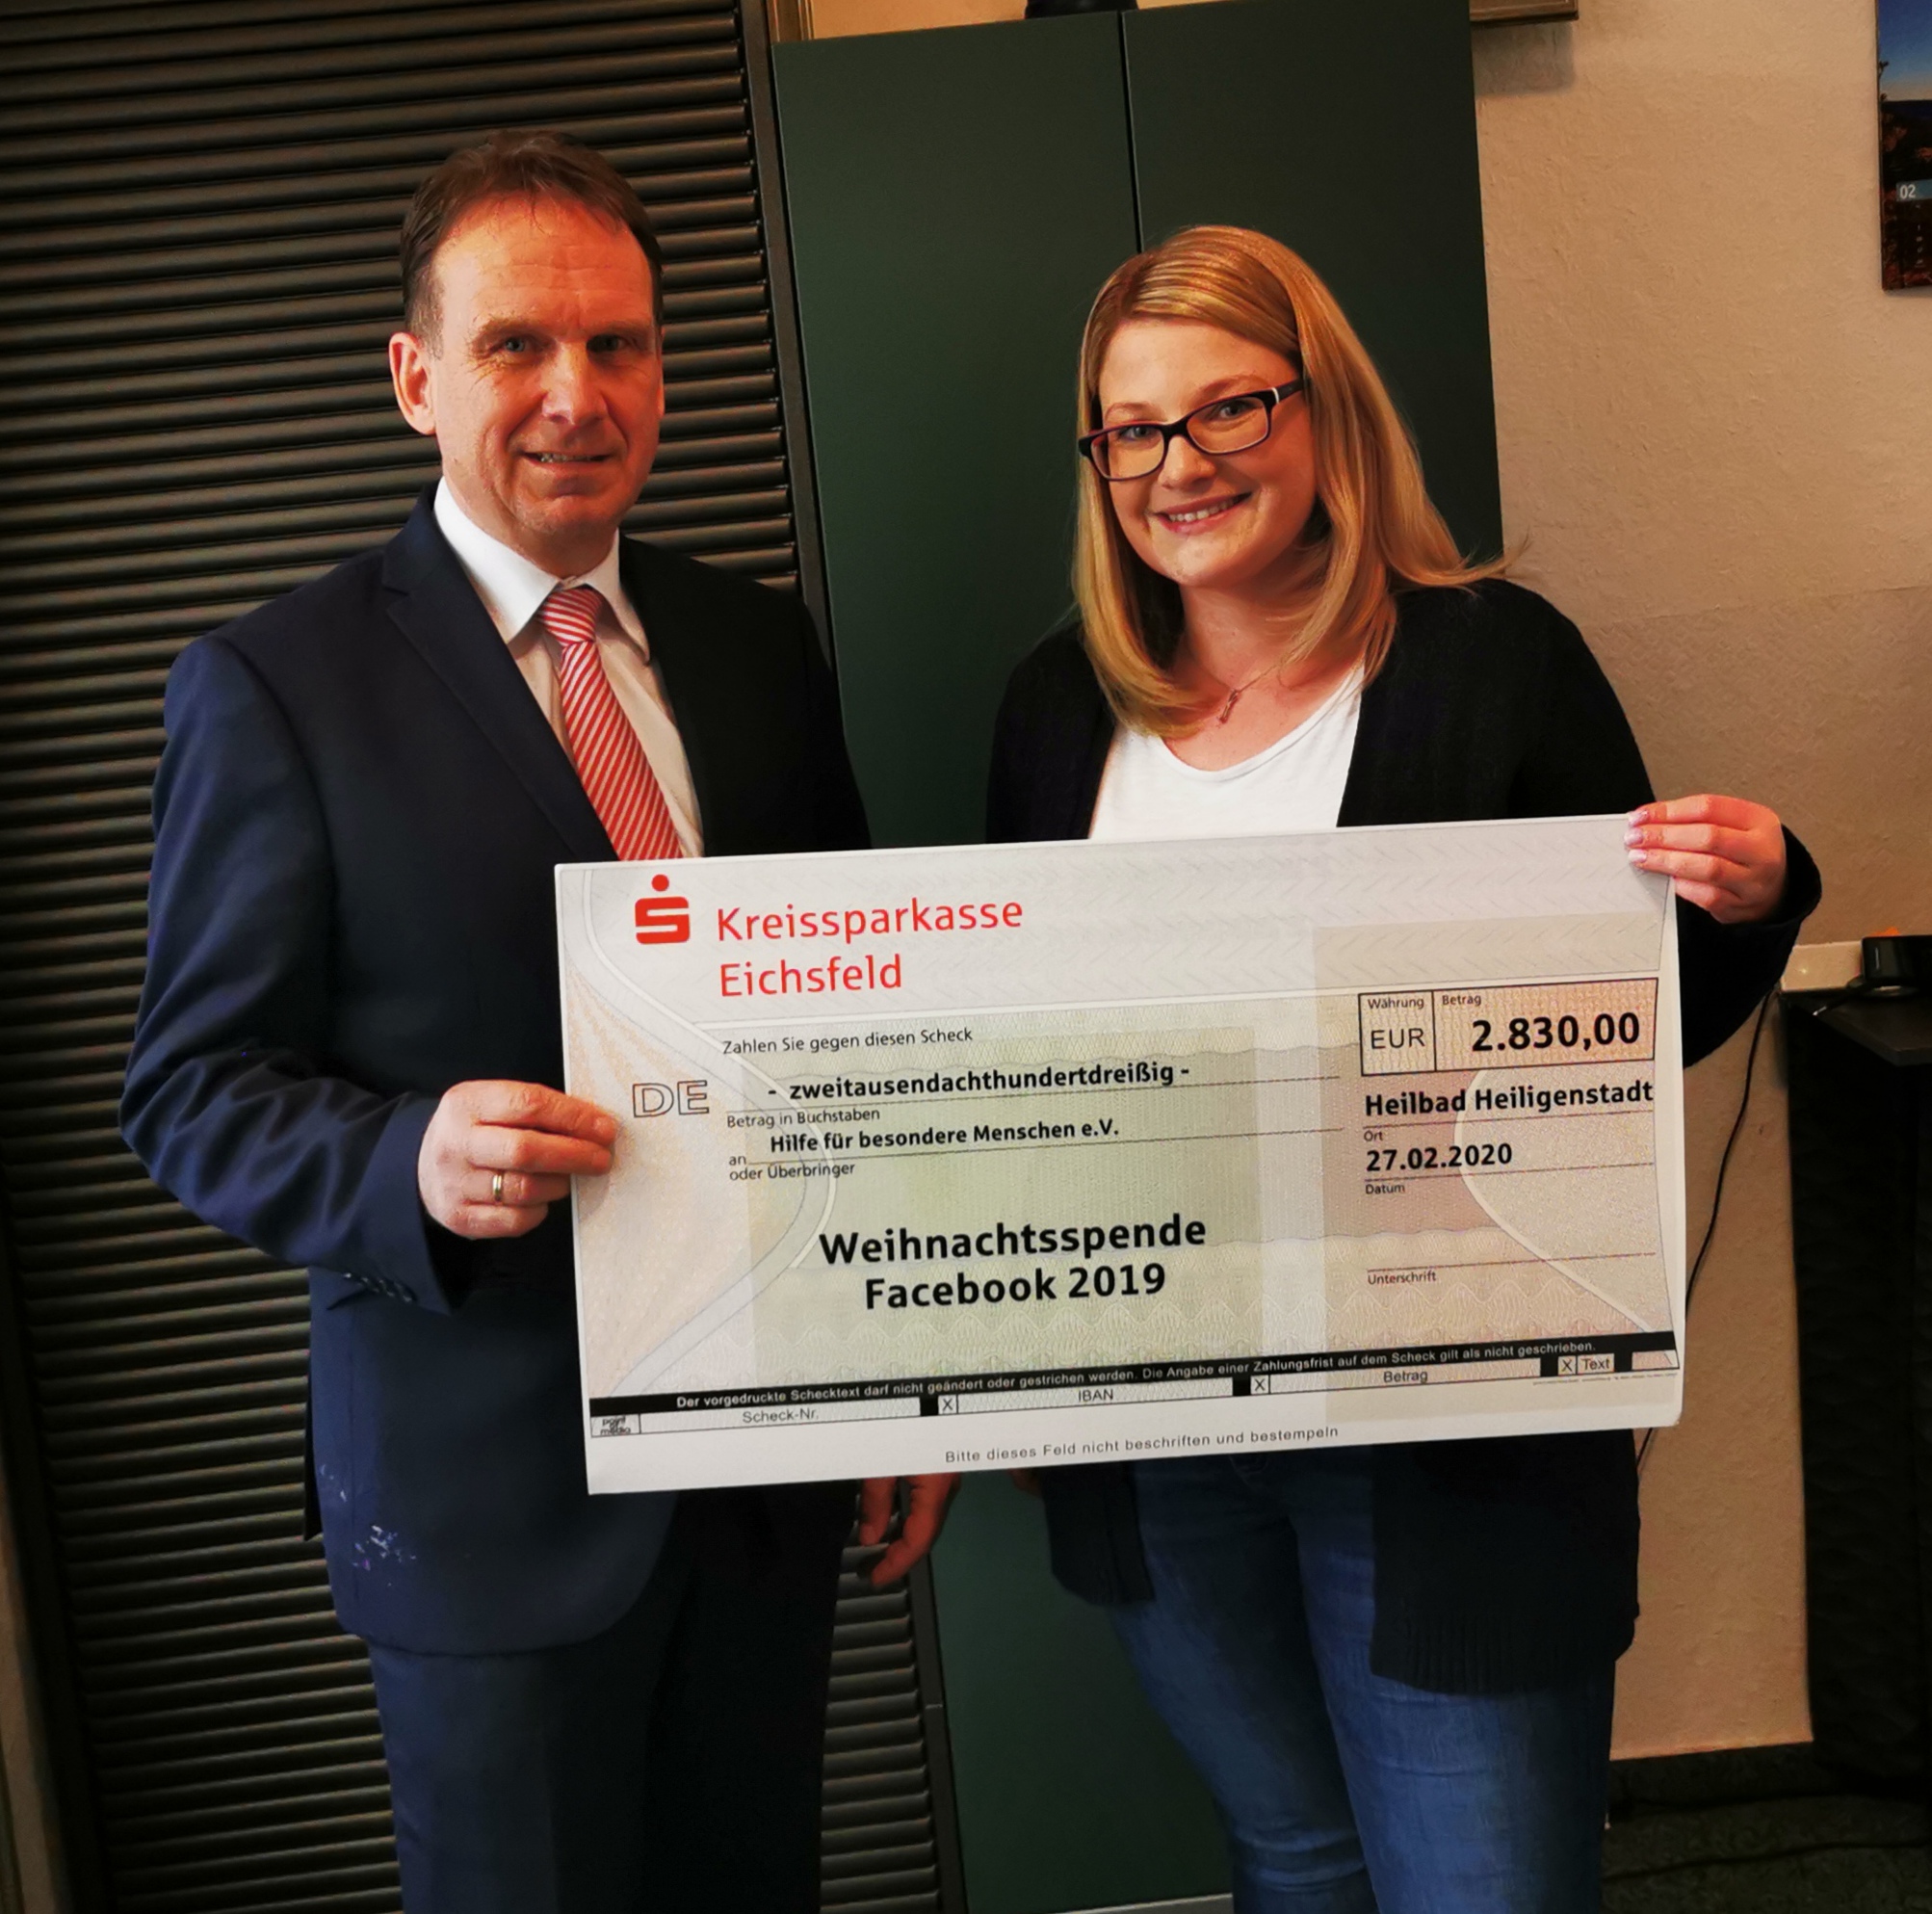 02
Kreissparkasse
Eichsfeld
Zahlen Sie gegen diesen Scheck
Währung Betrag
EUR 2.830,00
DE
- zweitausendachthundertdreißig -
Betrag in Buchstaben
Heilbad Heiligenstadt
Ort
Hilfe für besondere Menschen e.V.
an
oder Überbringer
27.02.2020
Datum
Weihnachtsspende
Facebook 2019
Unterschrift
Der vorgedruckte Schecktext darf nicht geändert oder gestrichen werden. Die Angabe einer Zahlungsfrist auf dem Scheck gilt als nicht geschrieben.
Scheck-Nr. X IBAN X Betrag X Text
point
media
Bitte dieses Feld nicht beschriften und bestempeln